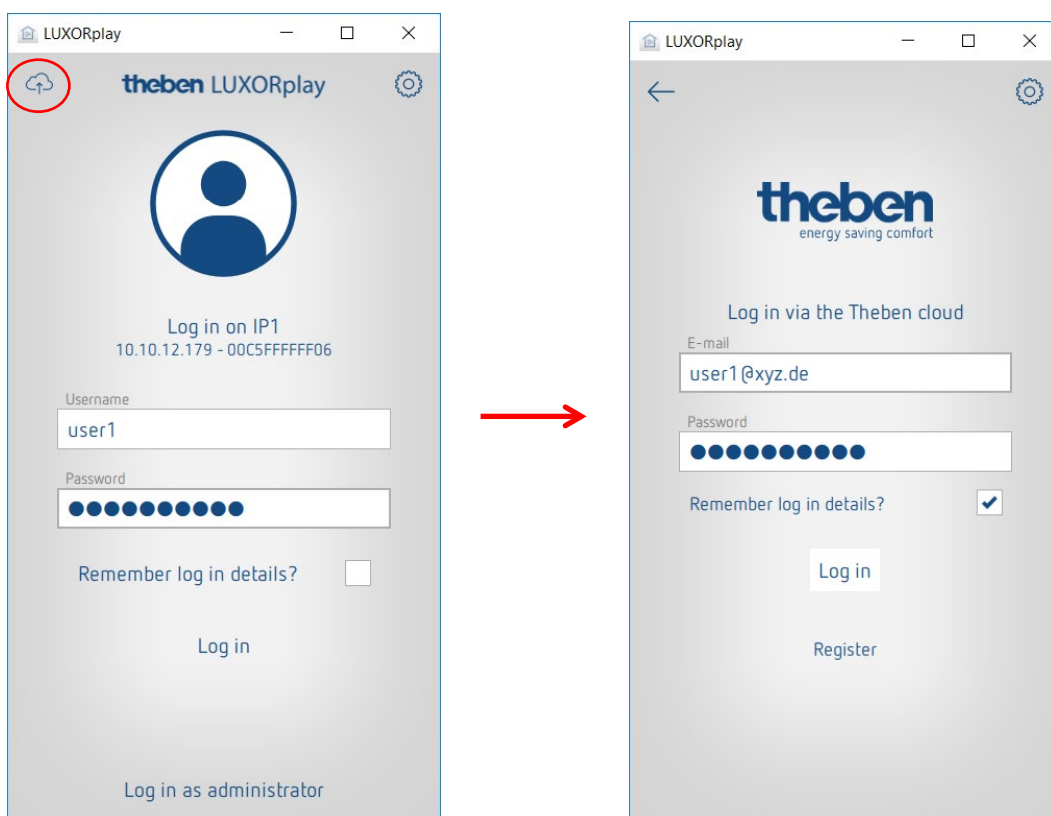 LUXORplay
theben LUXORplay
Log in on IP1
10.10.12.179 - 00C5FFFFFF06
Username
user1
Password
●●●●●●●●●●
Remember log in details?
Log in
Log in as administrator
LUXORplay
theben
energy saving comfort
Log in via the Theben cloud
E-mail
user1@xyz.de
Password
●●●●●●●●●●
Remember log in details?
Log in
Register